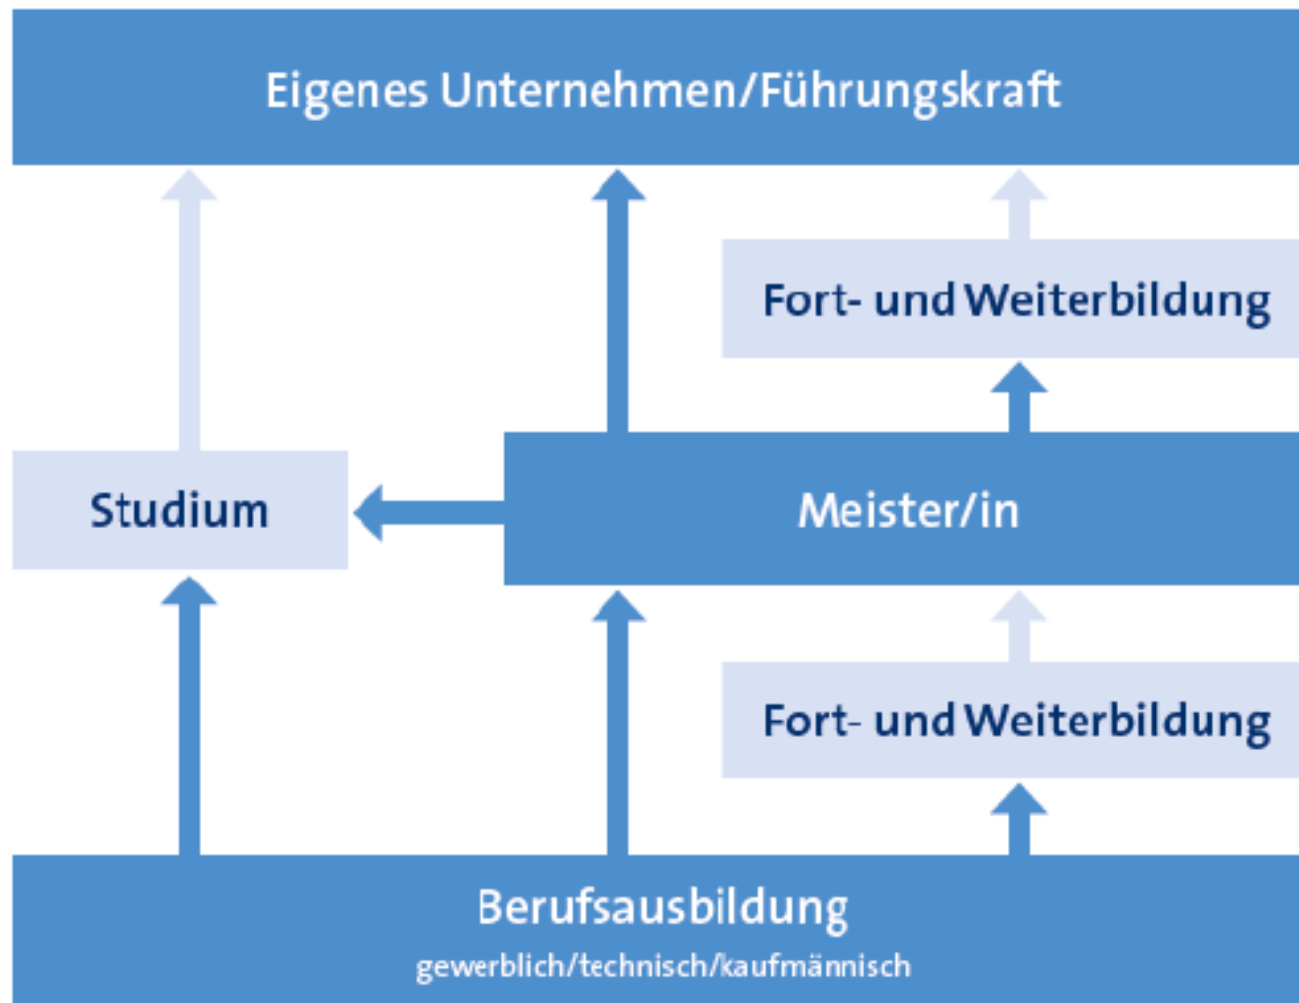 Eigenes Unternehmen/Führungskraft
Fort- und Weiterbildung
Studium
Meister/in
Fort- und Weiterbildung
Berufsausbildung
gewerblich/technisch/kaufmännisch